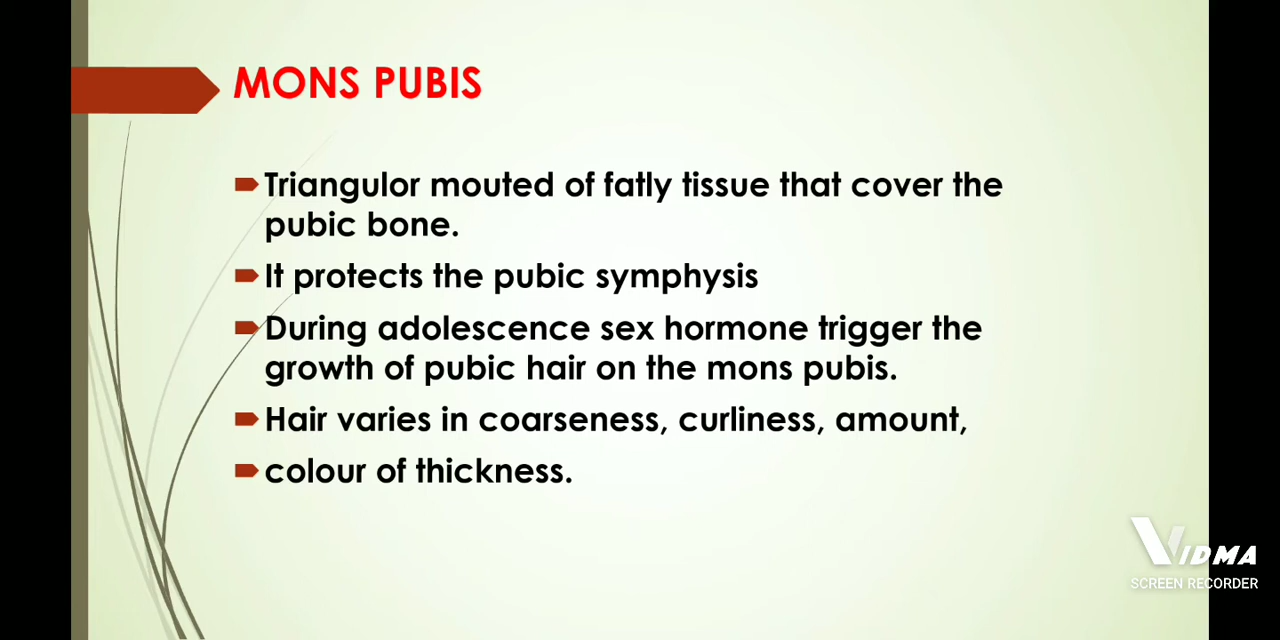 MONS PUBIS
Triangulor mouted of fatly tissue that cover the
pubic bone.
It protects the pubic symphysis
During adolescence sex hormone trigger the
growth of pubic hair on the mons pubis.
Hair varies in coarseness, curliness, amount,
colour of thickness.
VIDMA
SCREEN RECORDER